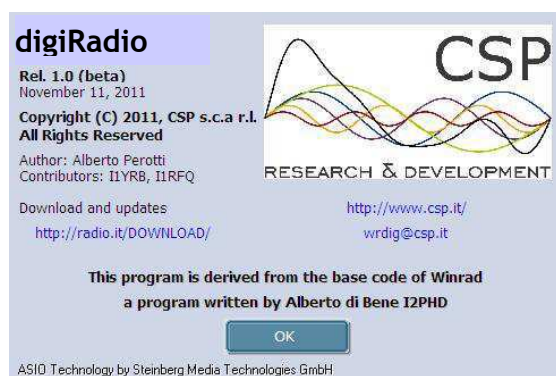 digiRadio
CSP
Rel. 1.0 (beta)
November 11, 2011
Copyright (C) 2011, CSP s.c.a r.l.
All Rights Reserved
Author: Alberto Perotti
Contributors: I1YRB, I1RFQ
RESEARCH & DEVELOPMENT
Download and updates
http://www.csp.it/
http://radio.it/DOWNLOAD/
wrdig@csp.it
This program is derived from the base code of Winrad
a program written by Alberto di Bene I2PHD
OK
ASIO Technology by Steinberg Media Technologies GmbH